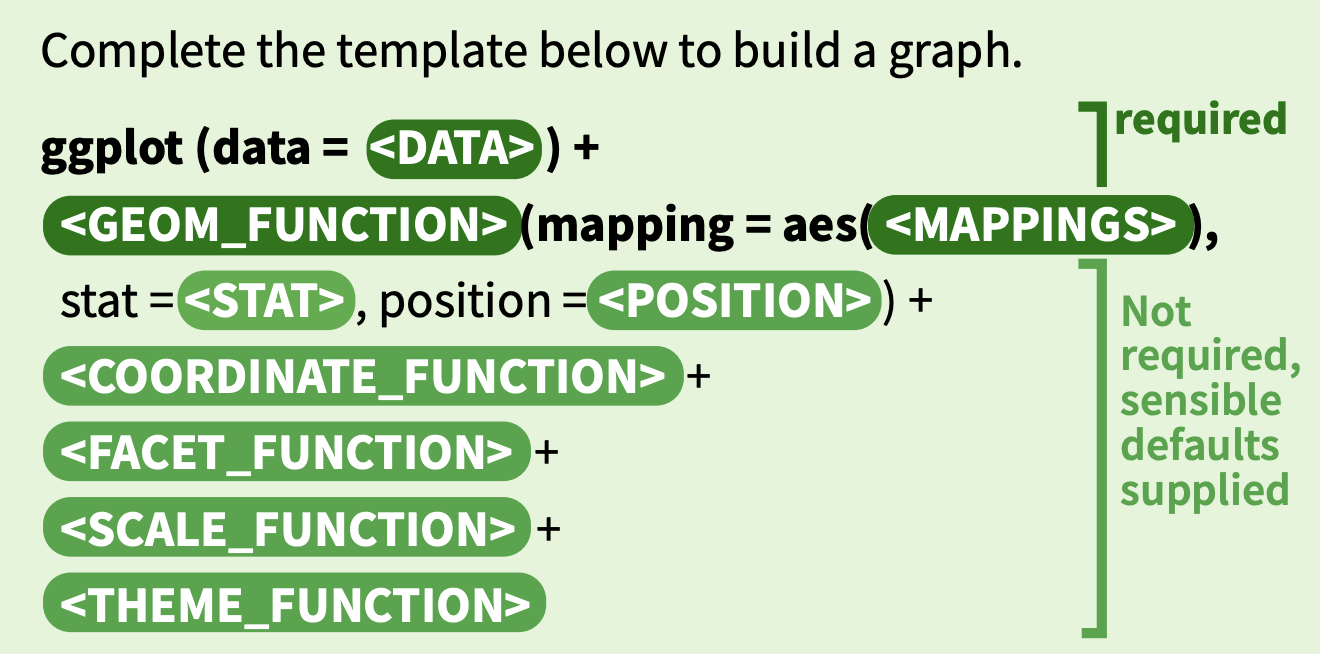 Complete the template below to build a graph.
required
ggplot (data = <DATA>) +
<GEOM_FUNCTION>(mapping = aes(<MAPPINGS>),
stat =<STAT>, position =<POSITION>) +
<COORDINATE_FUNCTION> +
<FACET_FUNCTION> +
<SCALE_FUNCTION> +
<THEME_FUNCTION>
Not
required,
sensible
defaults
supplied